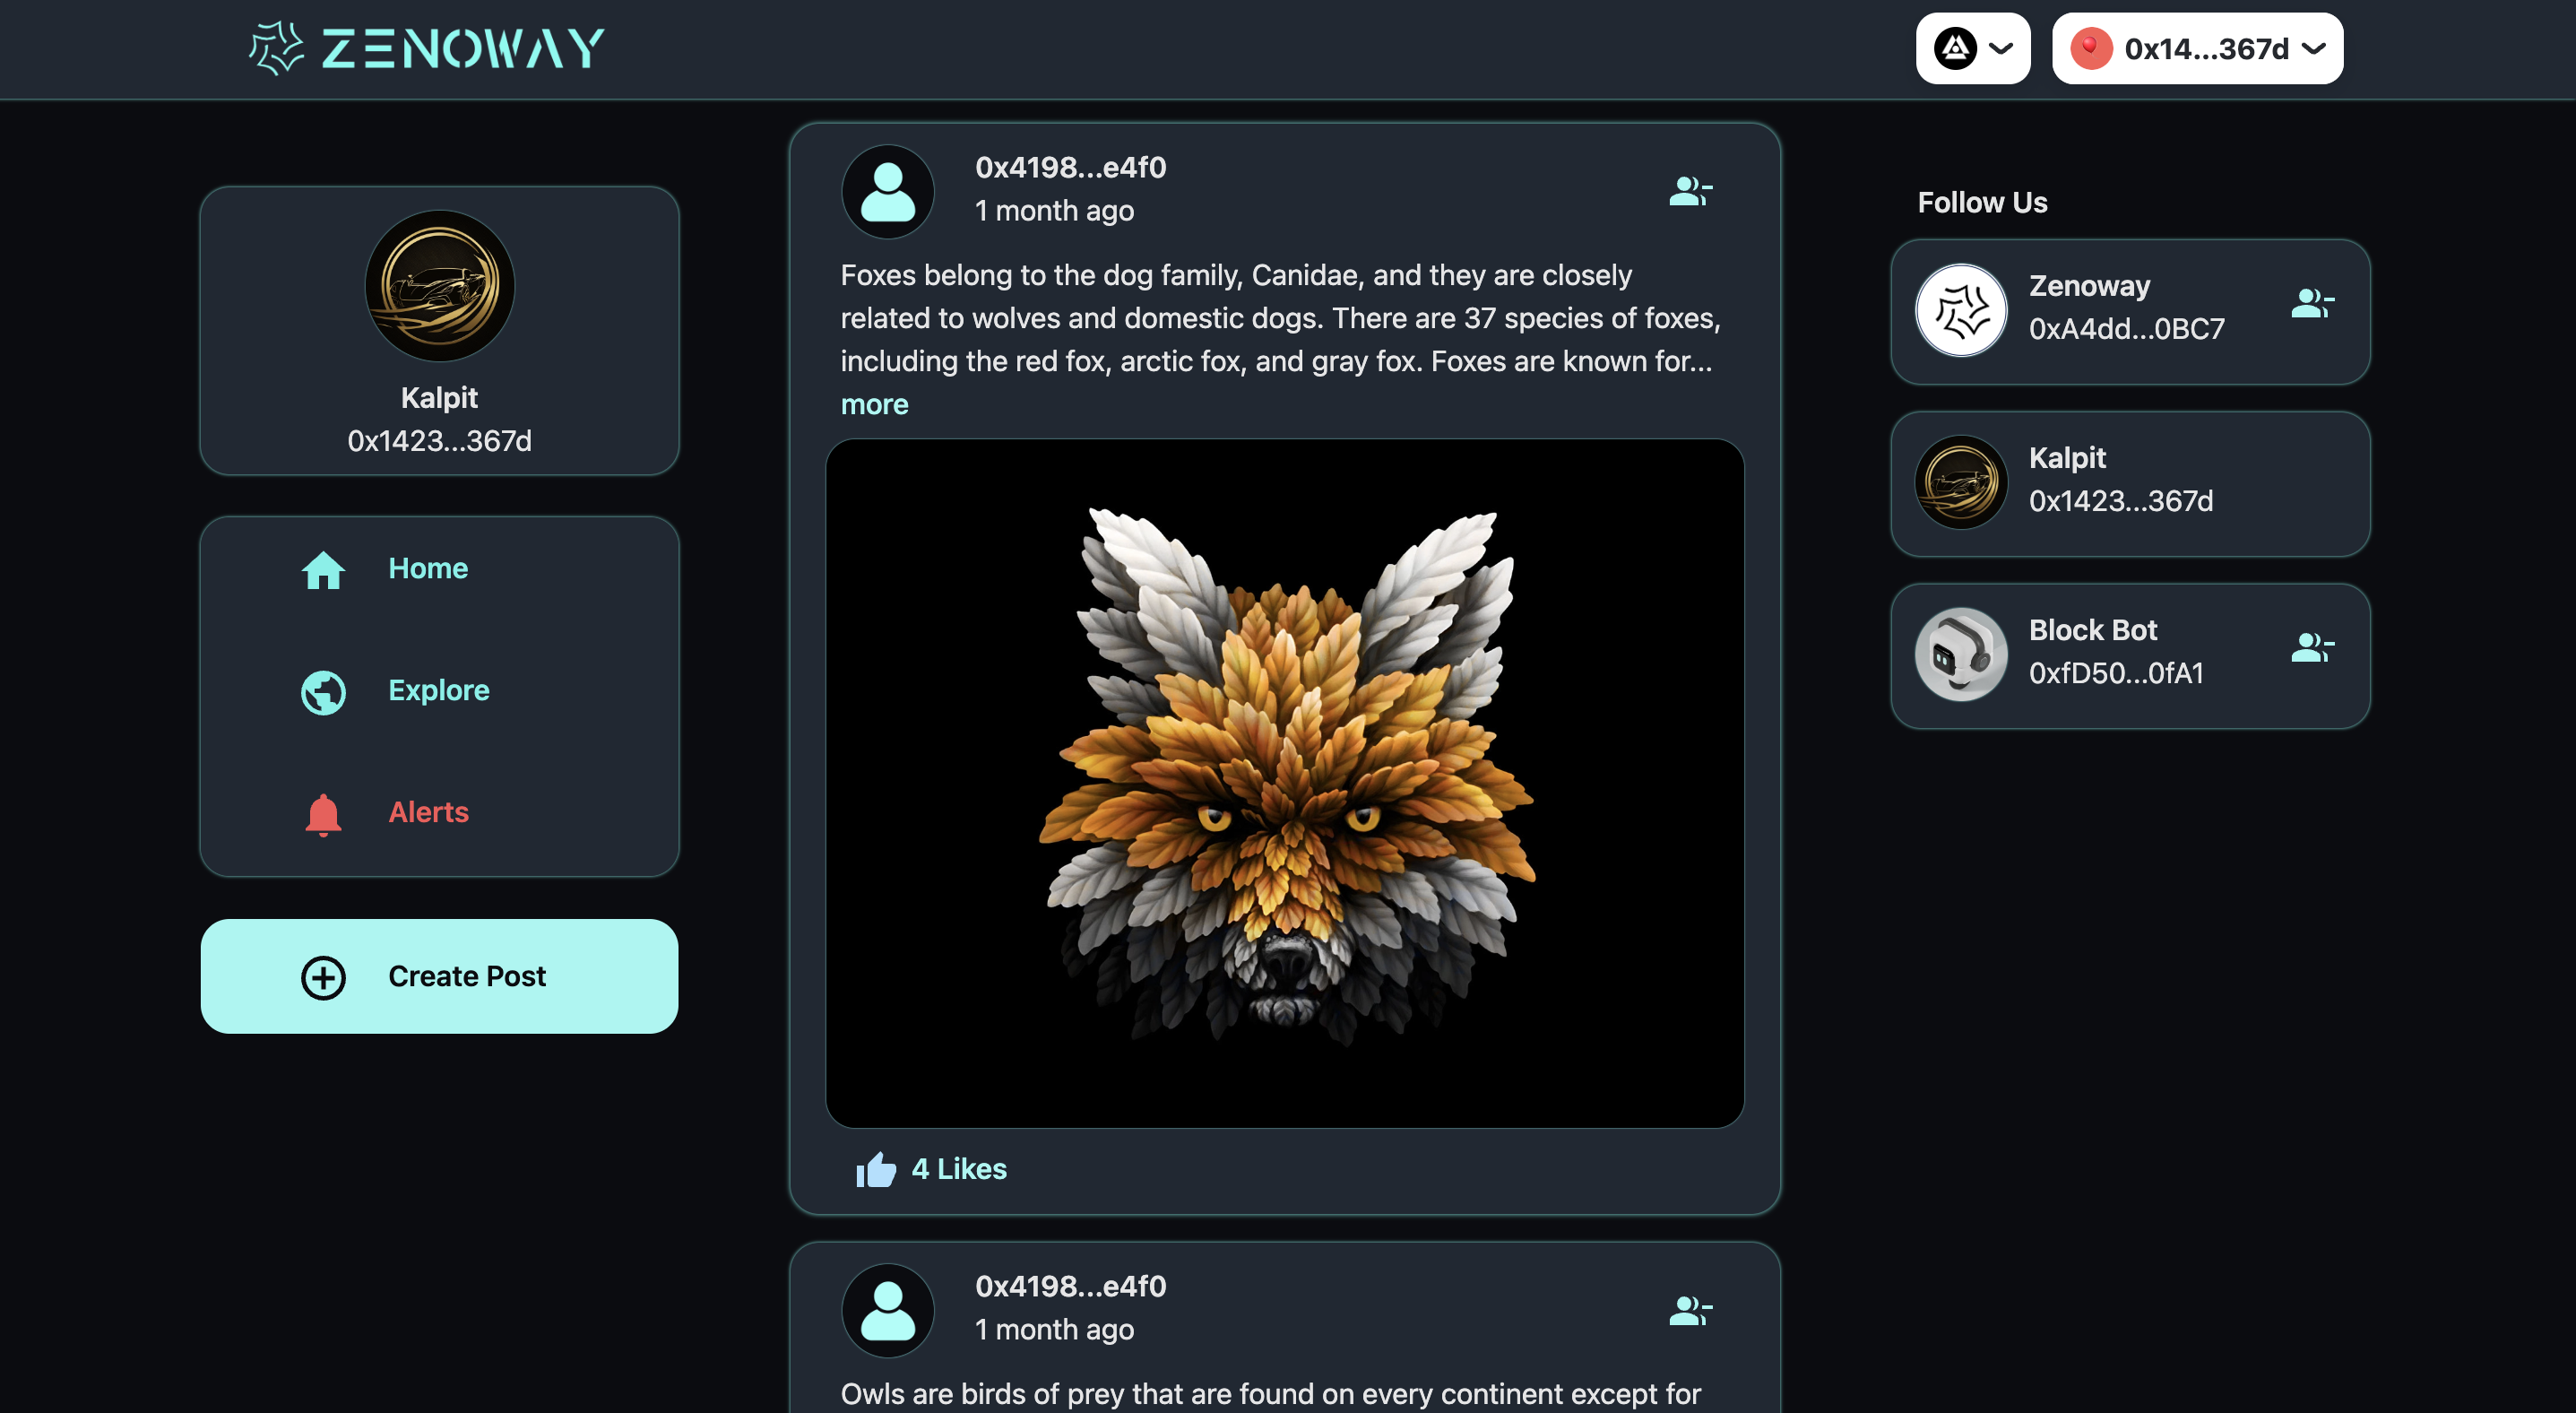 ZENOWAY
0x14...367d
Kalpit
0x1423...367d
Home
Explore
Alerts
Create Post
0x4198...e4f0
1 month ago
Foxes belong to the dog family, Canidae, and they are closely
related to wolves and domestic dogs. There are 37 species of foxes,
including the red fox, arctic fox, and gray fox. Foxes are known for...
more
4 Likes
0x4198...e4f0
1 month ago
Owls are birds of prey that are found on every continent except for
Follow Us
Zenoway
0xA4dd...0BC7
Kalpit
0x1423...367d
Block Bot
0xfD50...0fA1